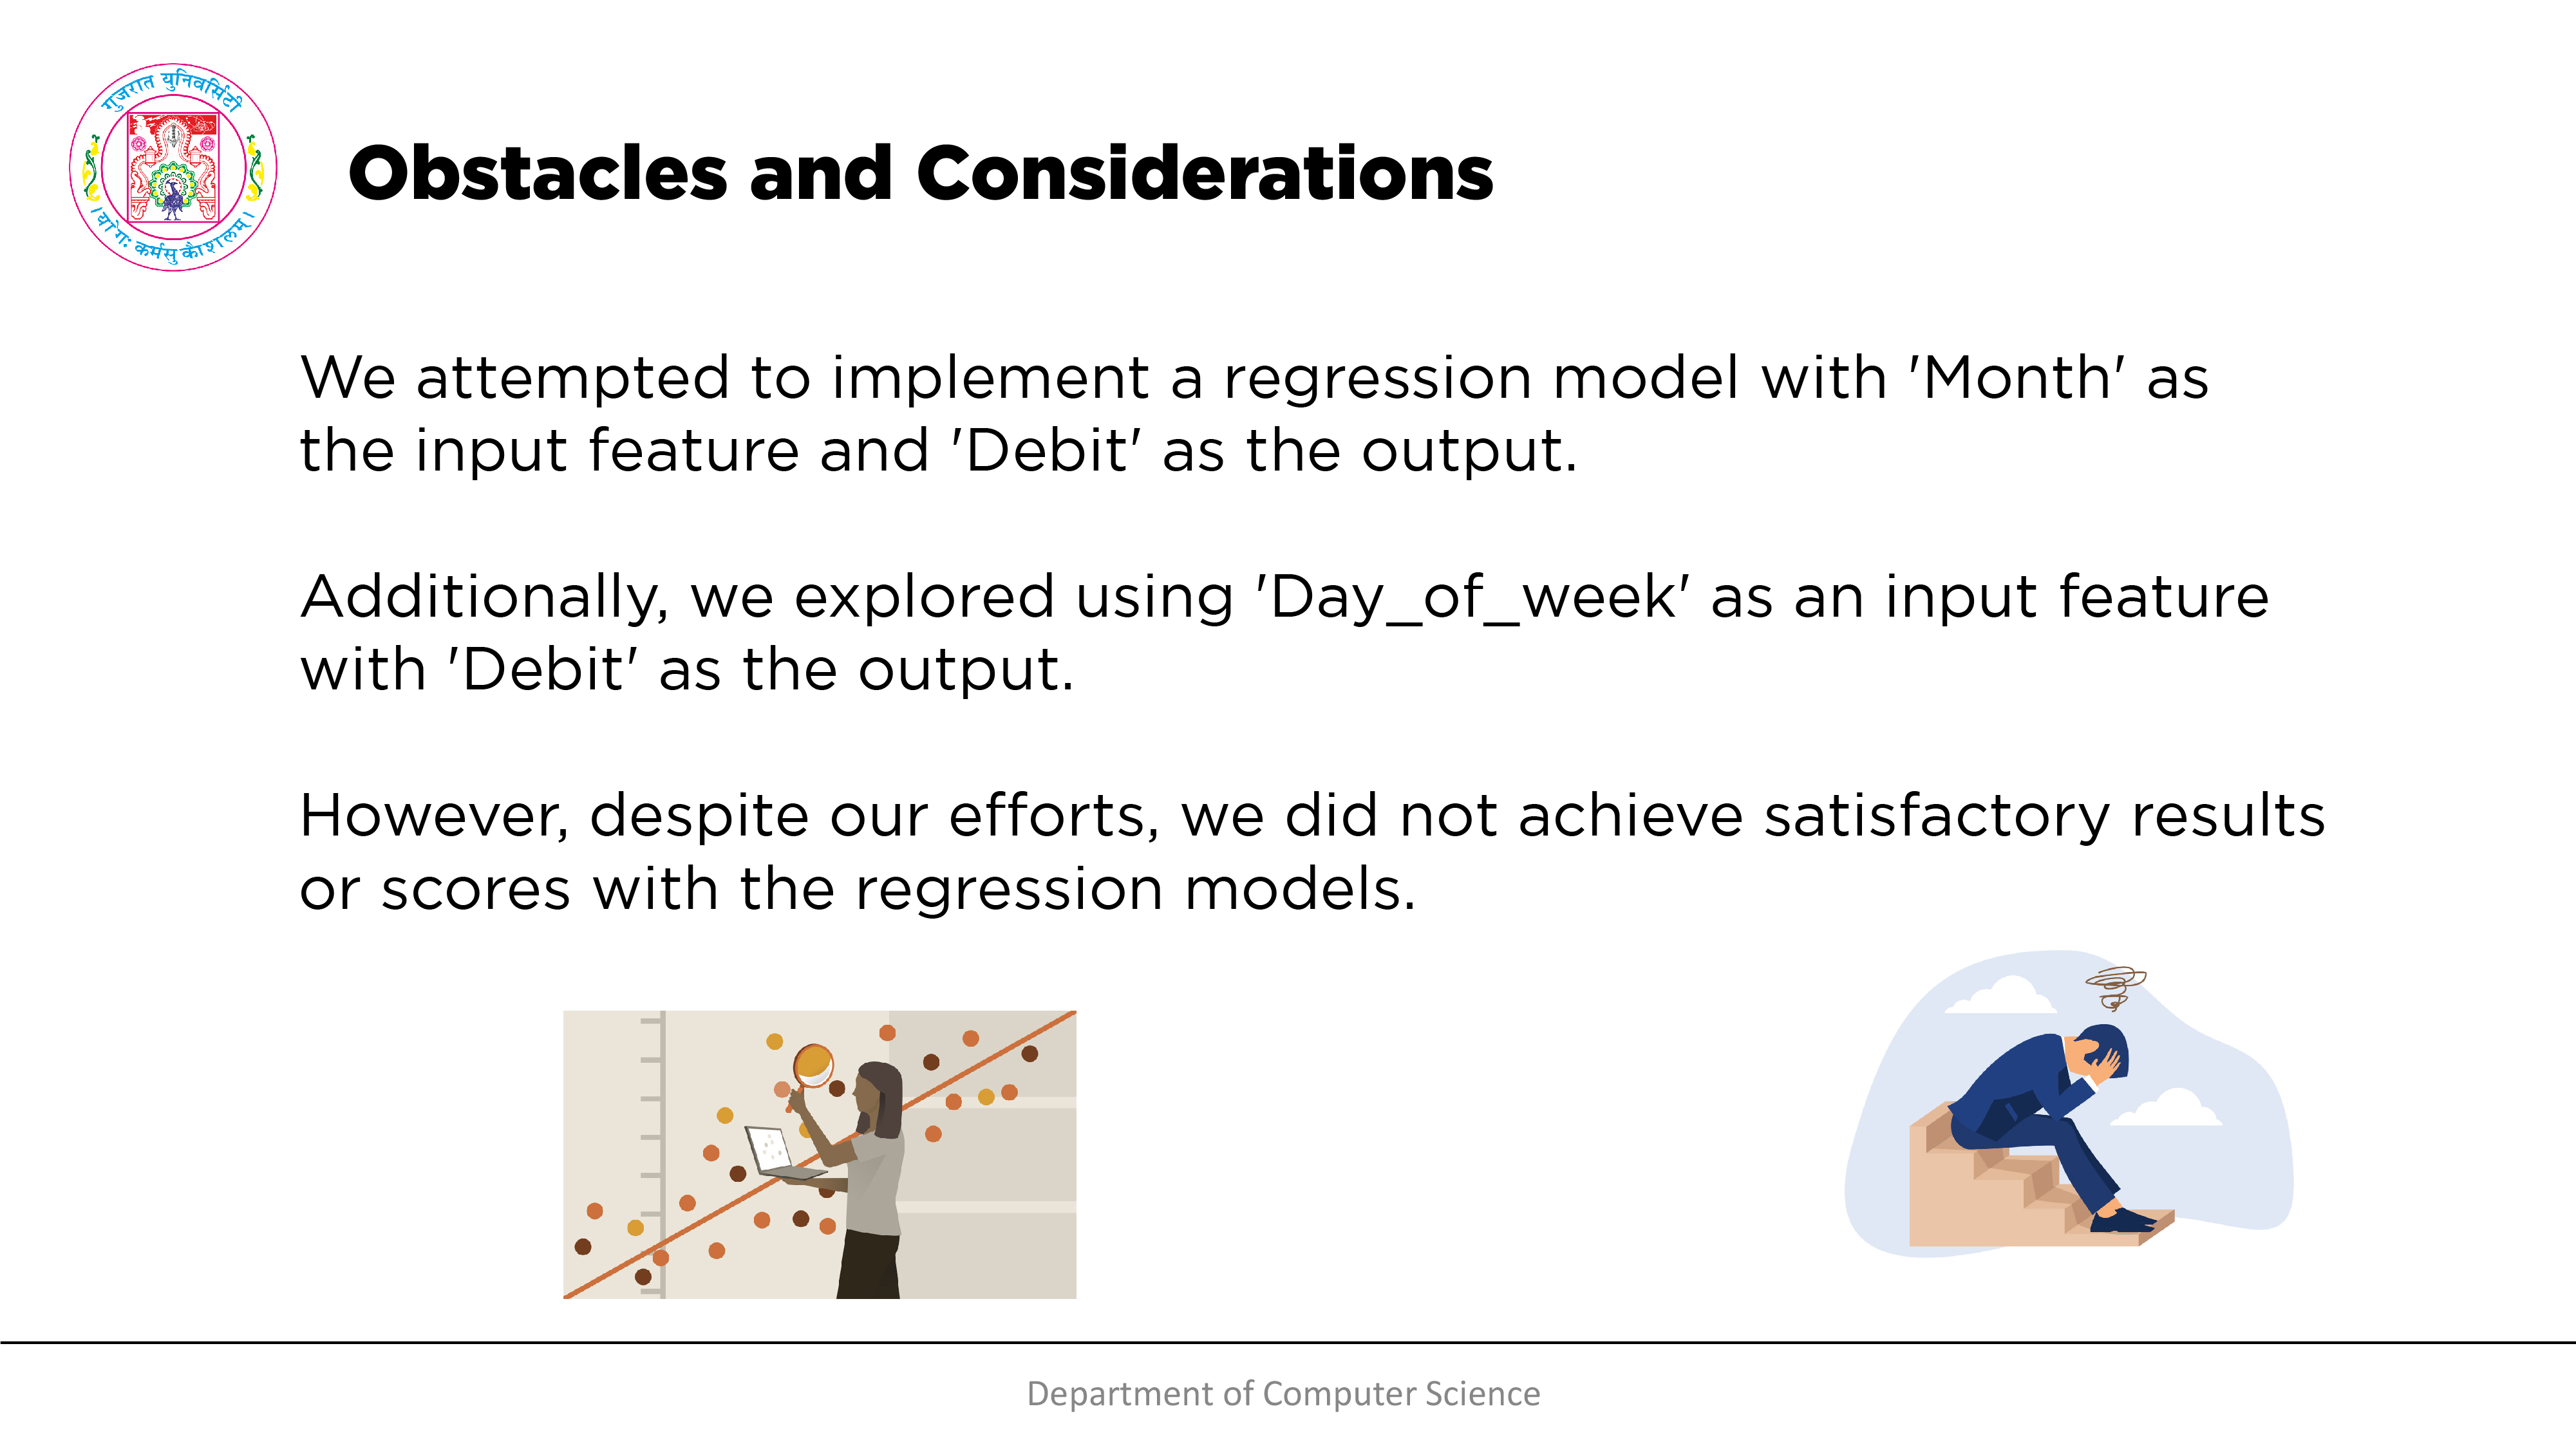 गुजरात युनिवर्सिटी
। योगः कर्मसु कौशलम् ।
Obstacles and Considerations
We attempted to implement a regression model with 'Month' as
the input feature and 'Debit' as the output.
Additionally, we explored using 'Day_of_week' as an input feature
with 'Debit' as the output.
However, despite our efforts, we did not achieve satisfactory results
or scores with the regression models.
Department of Computer Science